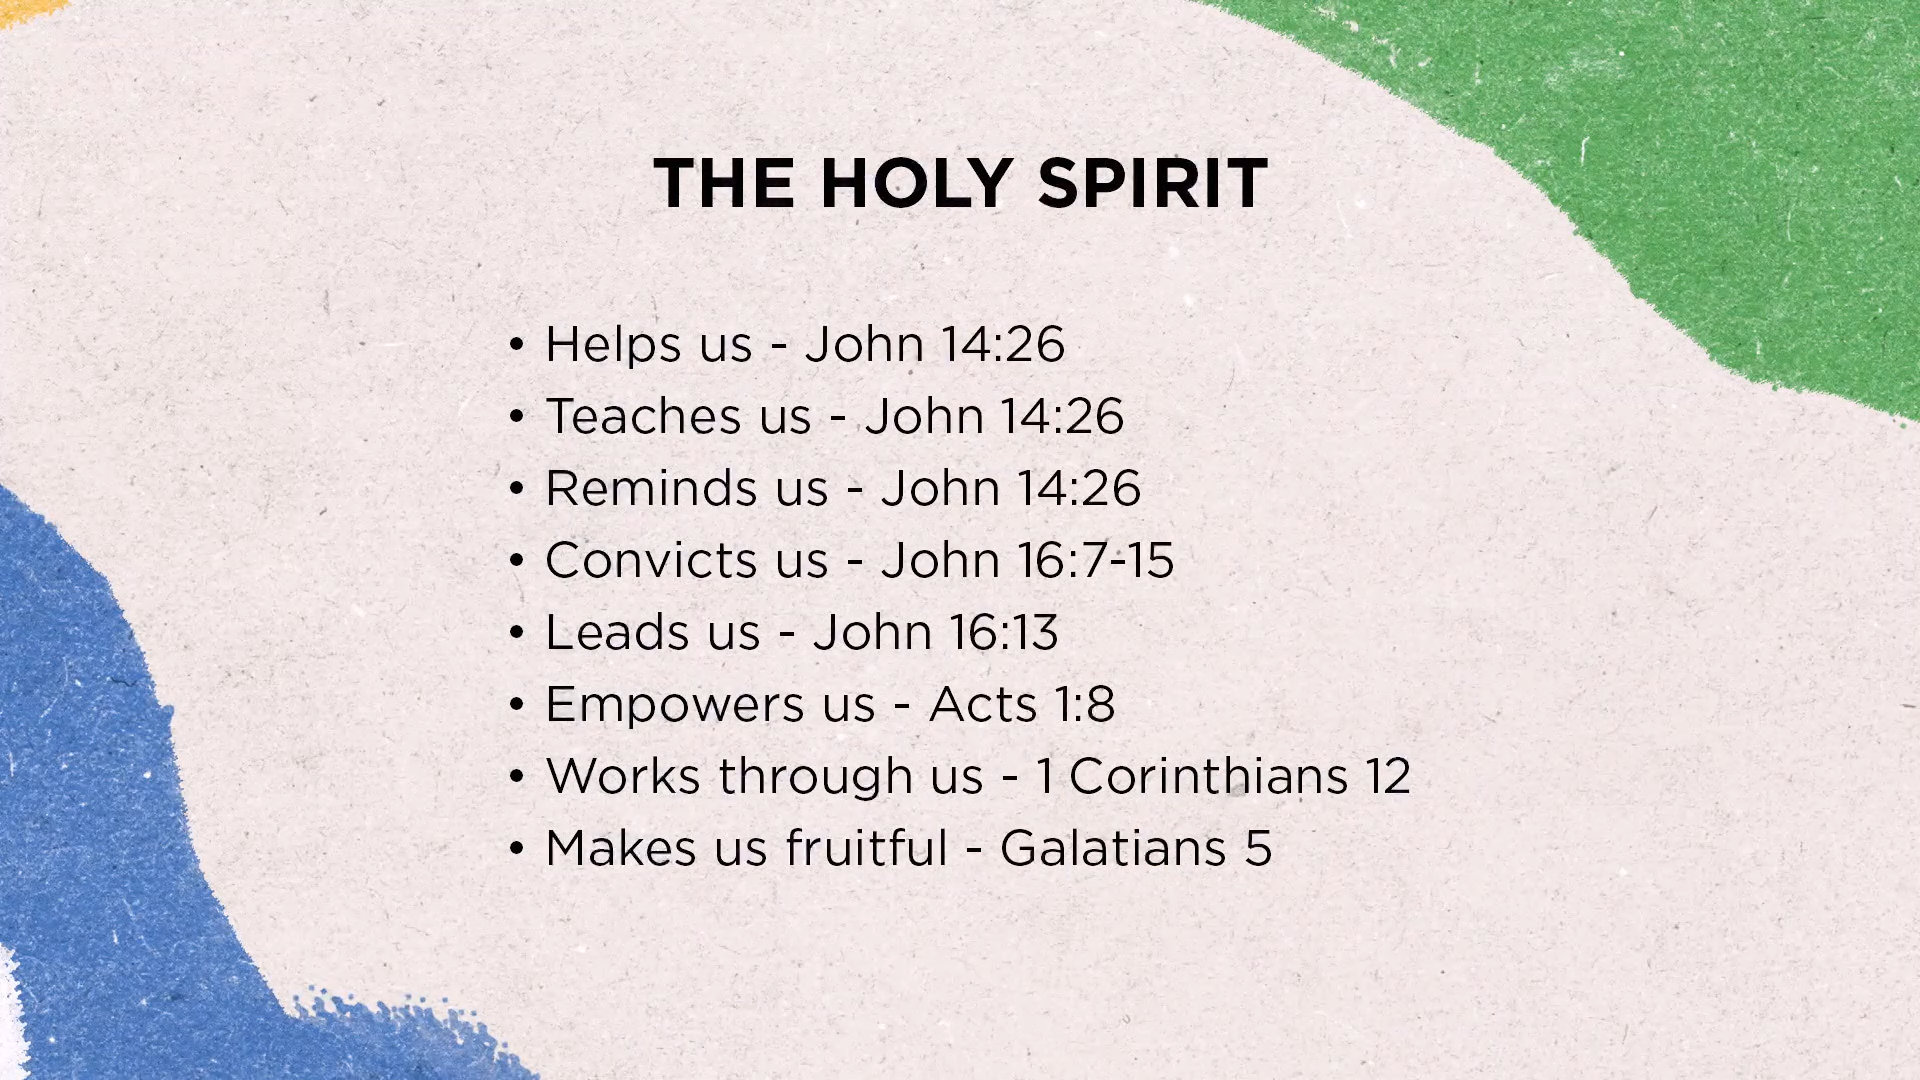 THE HOLY SPIRIT
• Helps us - John 14:26
• Teaches us - John 14:26
• Reminds us - John 14:26
• Convicts us - John 16:7-15
• Leads us - John 16:13
• Empowers us - Acts 1:8
• Works through us - 1 Corinthians 12
• Makes us fruitful - Galatians 5